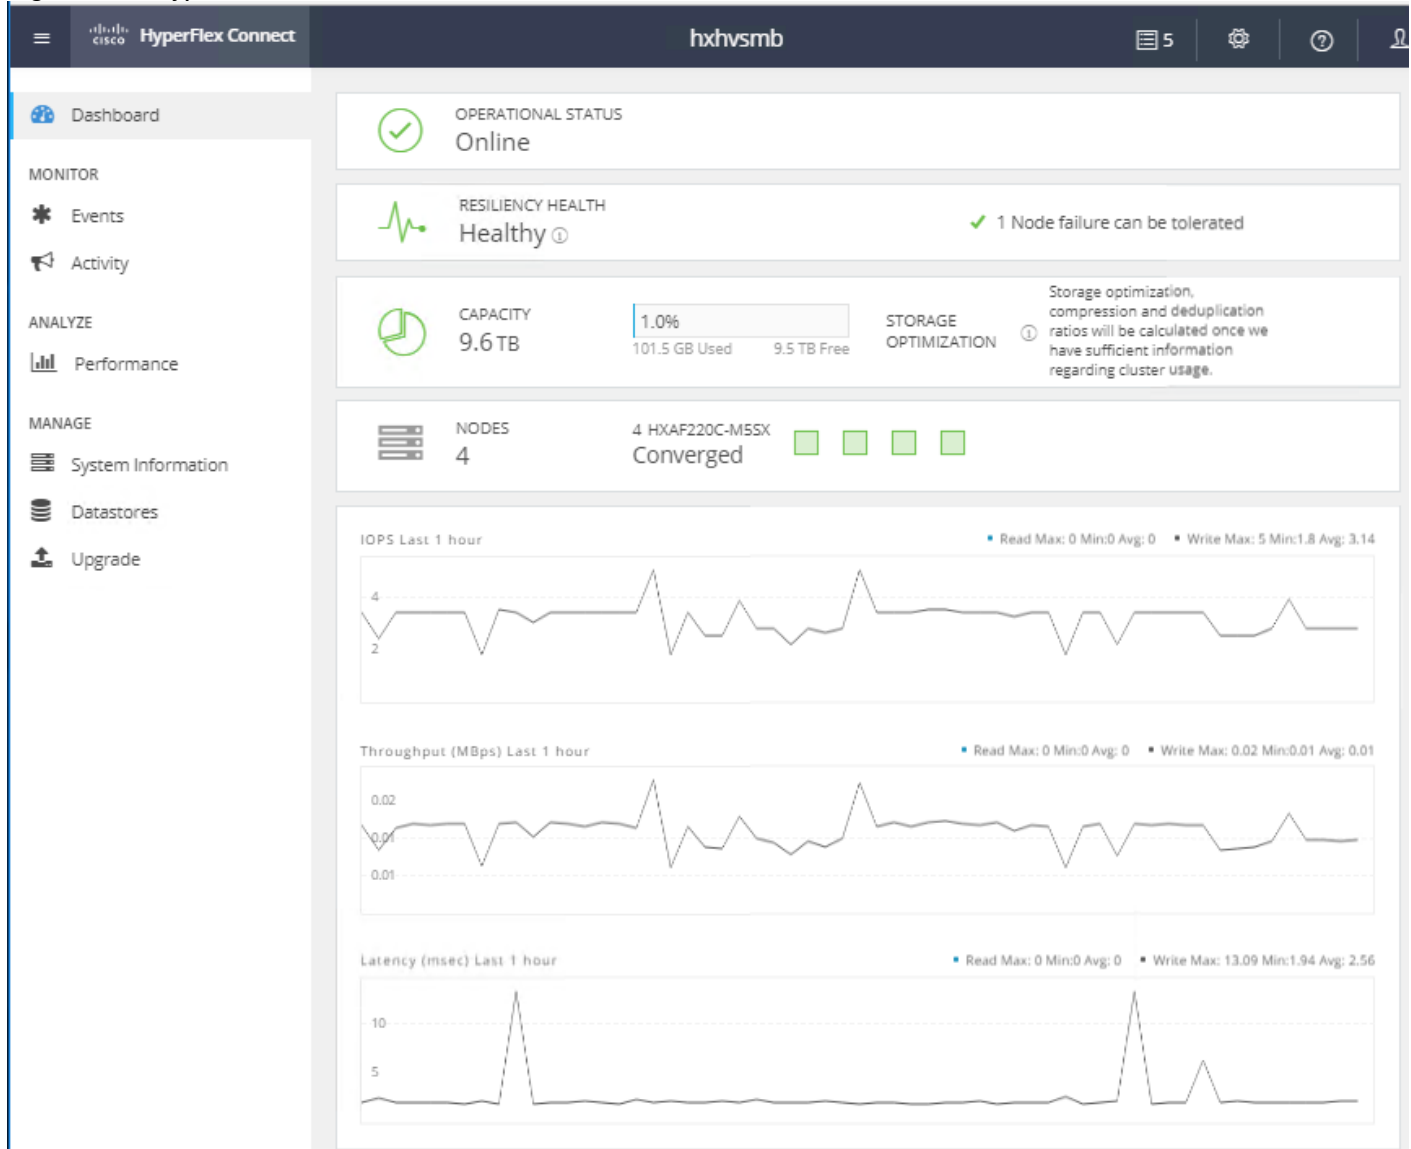 cisco HyperFlex Connect
hxhvsmb
5
Dashboard
MONITOR
Events
Activity
ANALYZE
Performance
MANAGE
System Information
Datastores
Upgrade
OPERATIONAL STATUS
Online
RESILIENCY HEALTH
Healthy
1 Node failure can be tolerated
CAPACITY
9.6 TB
1.0%
101.5 GB Used 9.5 TB Free
STORAGE
OPTIMIZATION
Storage optimization,
compression and deduplication
ratios will be calculated once we
have sufficient information
regarding cluster usage.
NODES
4
4 HXAF220C-M5SX
Converged
IOPS Last 1 hour
Read Max: 0 Min:0 Avg: 0 Write Max: 5 Min:1.8 Avg: 3.14
4
2
Throughput (MBps) Last 1 hour
Read Max: 0 Min:0 Avg: 0 Write Max: 0.02 Min:0.01 Avg: 0.01
0.02
0.01
0.01
Latency (msec) Last 1 hour
Read Max: 0 Min:0 Avg: 0 Write Max: 13.09 Min:1.94 Avg: 2.56
10
5